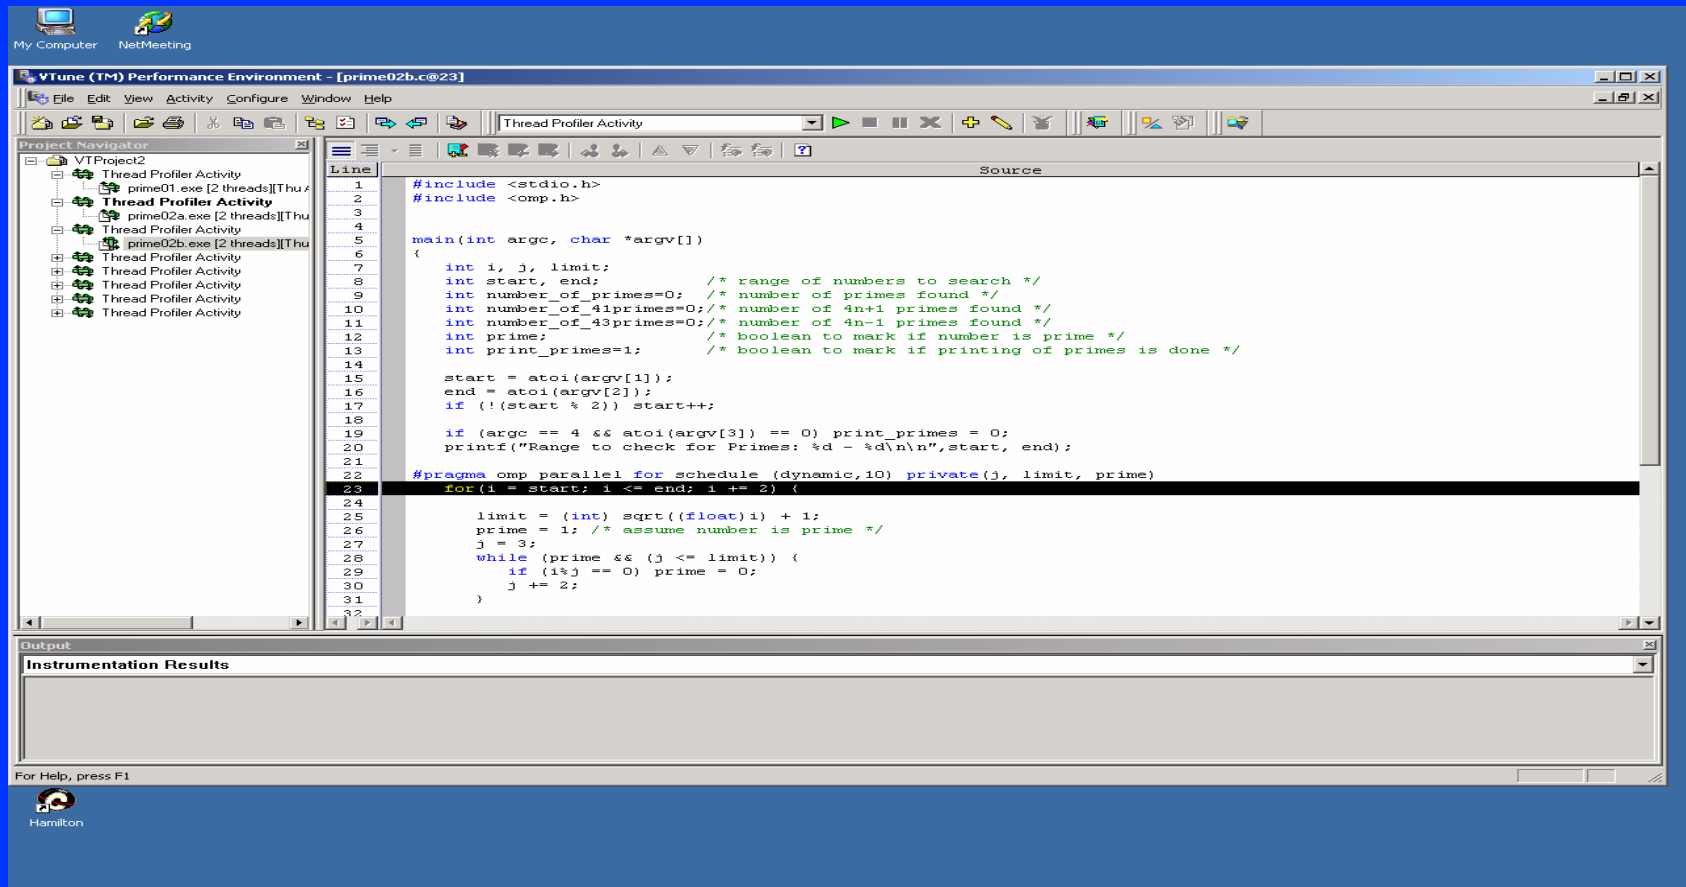 My Computer
NetMeeting
VTune (TM) Performance Environment - [prime02b.c@23]
File Edit View Activity Configure Window Help
Thread Profiler Activity
Project Navigator
VTProject2
Thread Profiler Activity
prime01.exe [2 threads][Thu A
Thread Profiler Activity
prime02a.exe [2 threads][Thu
Thread Profiler Activity
prime02b.exe [2 threads][Thu
Thread Profiler Activity
Thread Profiler Activity
Thread Profiler Activity
Thread Profiler Activity
Thread Profiler Activity
Line Source
1 #include <stdio.h>
2 #include <omp.h>
3
4
5 main(int argc, char *argv[])
6 {
7 int i, j, limit;
8 int start, end; /* range of numbers to search */
9 int number_of_primes=0; /* number of primes found */
10 int number_of_41primes=0;/* number of 4n+1 primes found */
11 int number_of_43primes=0;/* number of 4n-1 primes found */
12 int prime; /* boolean to mark if number is prime */
13 int print_primes=1; /* boolean to mark if printing of primes is done */
14
15 start = atoi(argv[1]);
16 end = atoi(argv[2]);
17 if (!(start % 2)) start++;
18
19 if (argc == 4 && atoi(argv[3]) == 0) print_primes = 0;
20 printf("Range to check for Primes: %d - %d\n\n",start, end);
21
22 #pragma omp parallel for schedule (dynamic,10) private(j, limit, prime)
23 for(i = start; i <= end; i += 2) {
24
25 limit = (int) sqrt((float)i) + 1;
26 prime = 1; /* assume number is prime */
27 j = 3;
28 while (prime && (j <= limit)) {
29 if (i%j == 0) prime = 0;
30 j += 2;
31 }
32
Output
Instrumentation Results
For Help, press F1
Hamilton